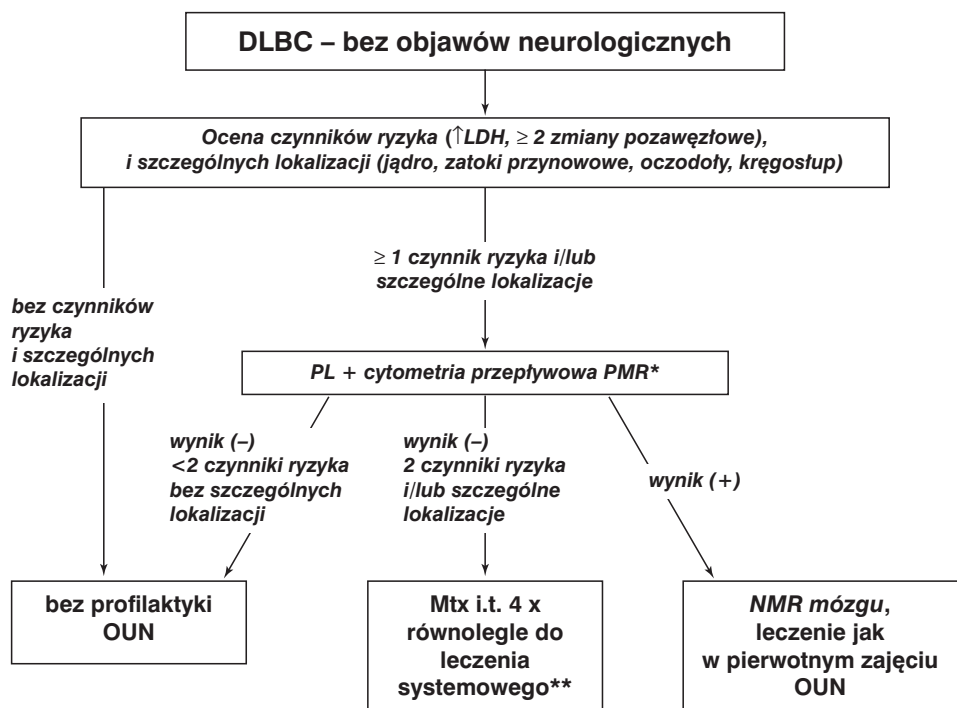 DLBC – bez objawów neurologicznych
Ocena czynników ryzyka (↑LDH, ≥ 2 zmiany pozawęzłowe),
i szczególnych lokalizacji (jądro, zatoki przynowowe, oczodoły, kręgosłup)
≥ 1 czynnik ryzyka i/lub
szczególne lokalizacje
bez czynników
ryzyka
i szczególnych
lokalizacji
PL + cytometria przepływowa PMR*
wynik (–)
<2 czynniki ryzyka
bez szczególnych
lokalizacji
wynik (–)
2 czynniki ryzyka
i/lub szczególne
lokalizacje
wynik (+)
bez profilaktyki
OUN
Mtx i.t. 4 x
równolegle do
leczenia
systemowego**
NMR mózgu,
leczenie jak
w pierwotnym zajęciu
OUN